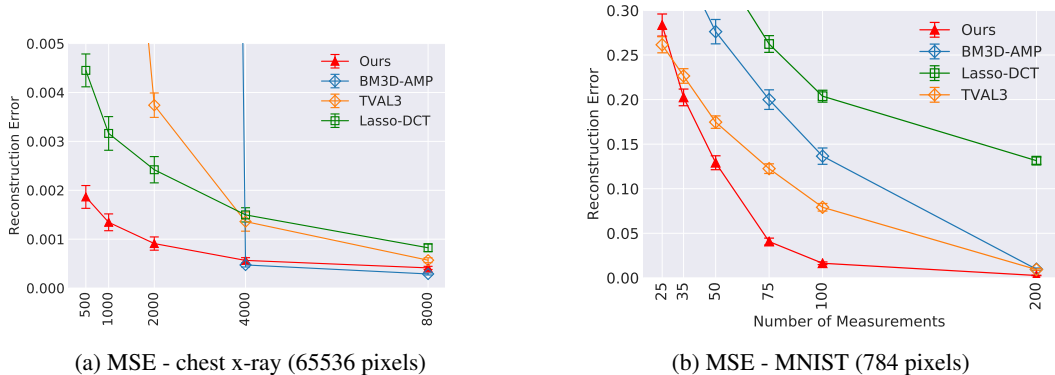 0.005
0.004
0.003
0.002
0.001
0.000
Reconstruction Error
500
1000
2000
4000
8000
Ours
BM3D-AMP
TVAL3
Lasso-DCT
(a) MSE - chest x-ray (65536 pixels)
0.30
0.25
0.20
0.15
0.10
0.05
0.00
Reconstruction Error
25
35
50
75
100
200
Number of Measurements
Ours
BM3D-AMP
Lasso-DCT
TVAL3
(b) MSE - MNIST (784 pixels)